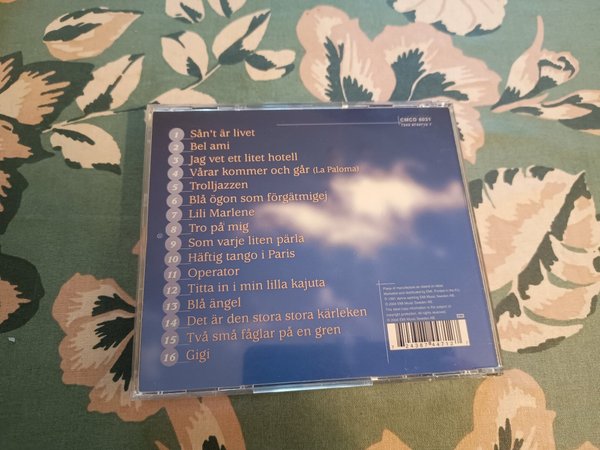 CMCD 6021
1 Sån't är livet
2 Bel ami
3 Jag vet ett litet hotell
4 Vårar kommer och går (La Paloma)
5 Trolljazzen
6 Blå ögon som förgätmigej
7 Lili Marlene
8 Tro på mig
9 Som varje liten pärla
10 Häftig tango i Paris
11 Operator
12 Titta in i min lilla kajuta
13 Blå ängel
14 Det är den stora stora kärleken
15 Två små fåglar på en gren
16 Gigi